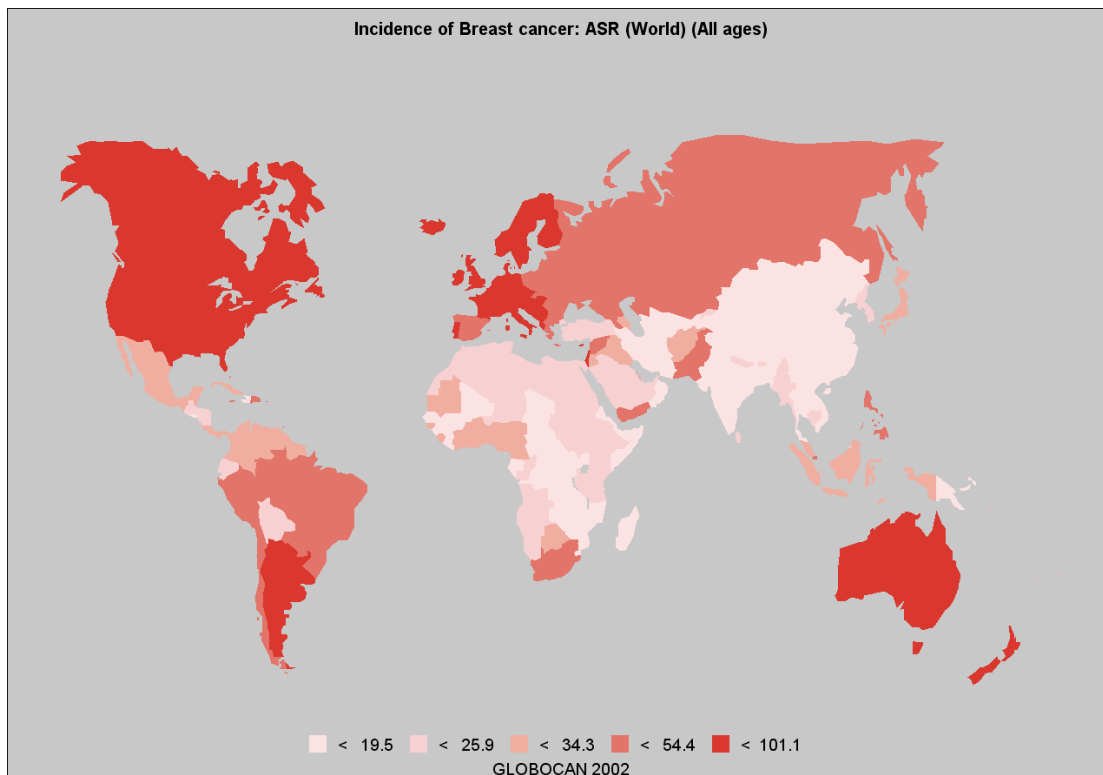 Incidence of Breast cancer: ASR (World) (All ages)
< 19.5 < 25.9 < 34.3 < 54.4 < 101.1
GLOBOCAN 2002